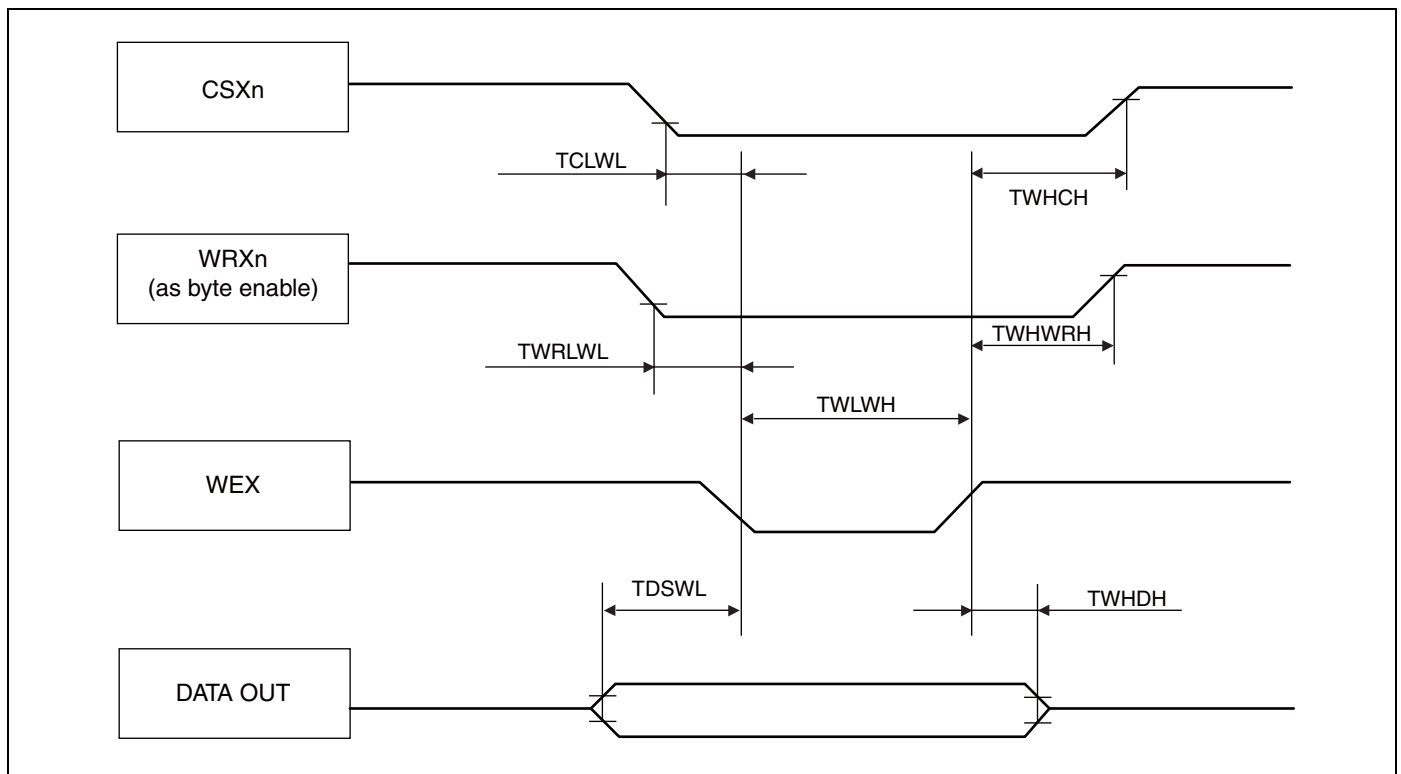 CSXn
TCLWL
TWHCH
WRXn
(as byte enable)
TWHWRH
TWRLWL
TWLWH
WEX
TDSWL
TWHDH
DATA OUT